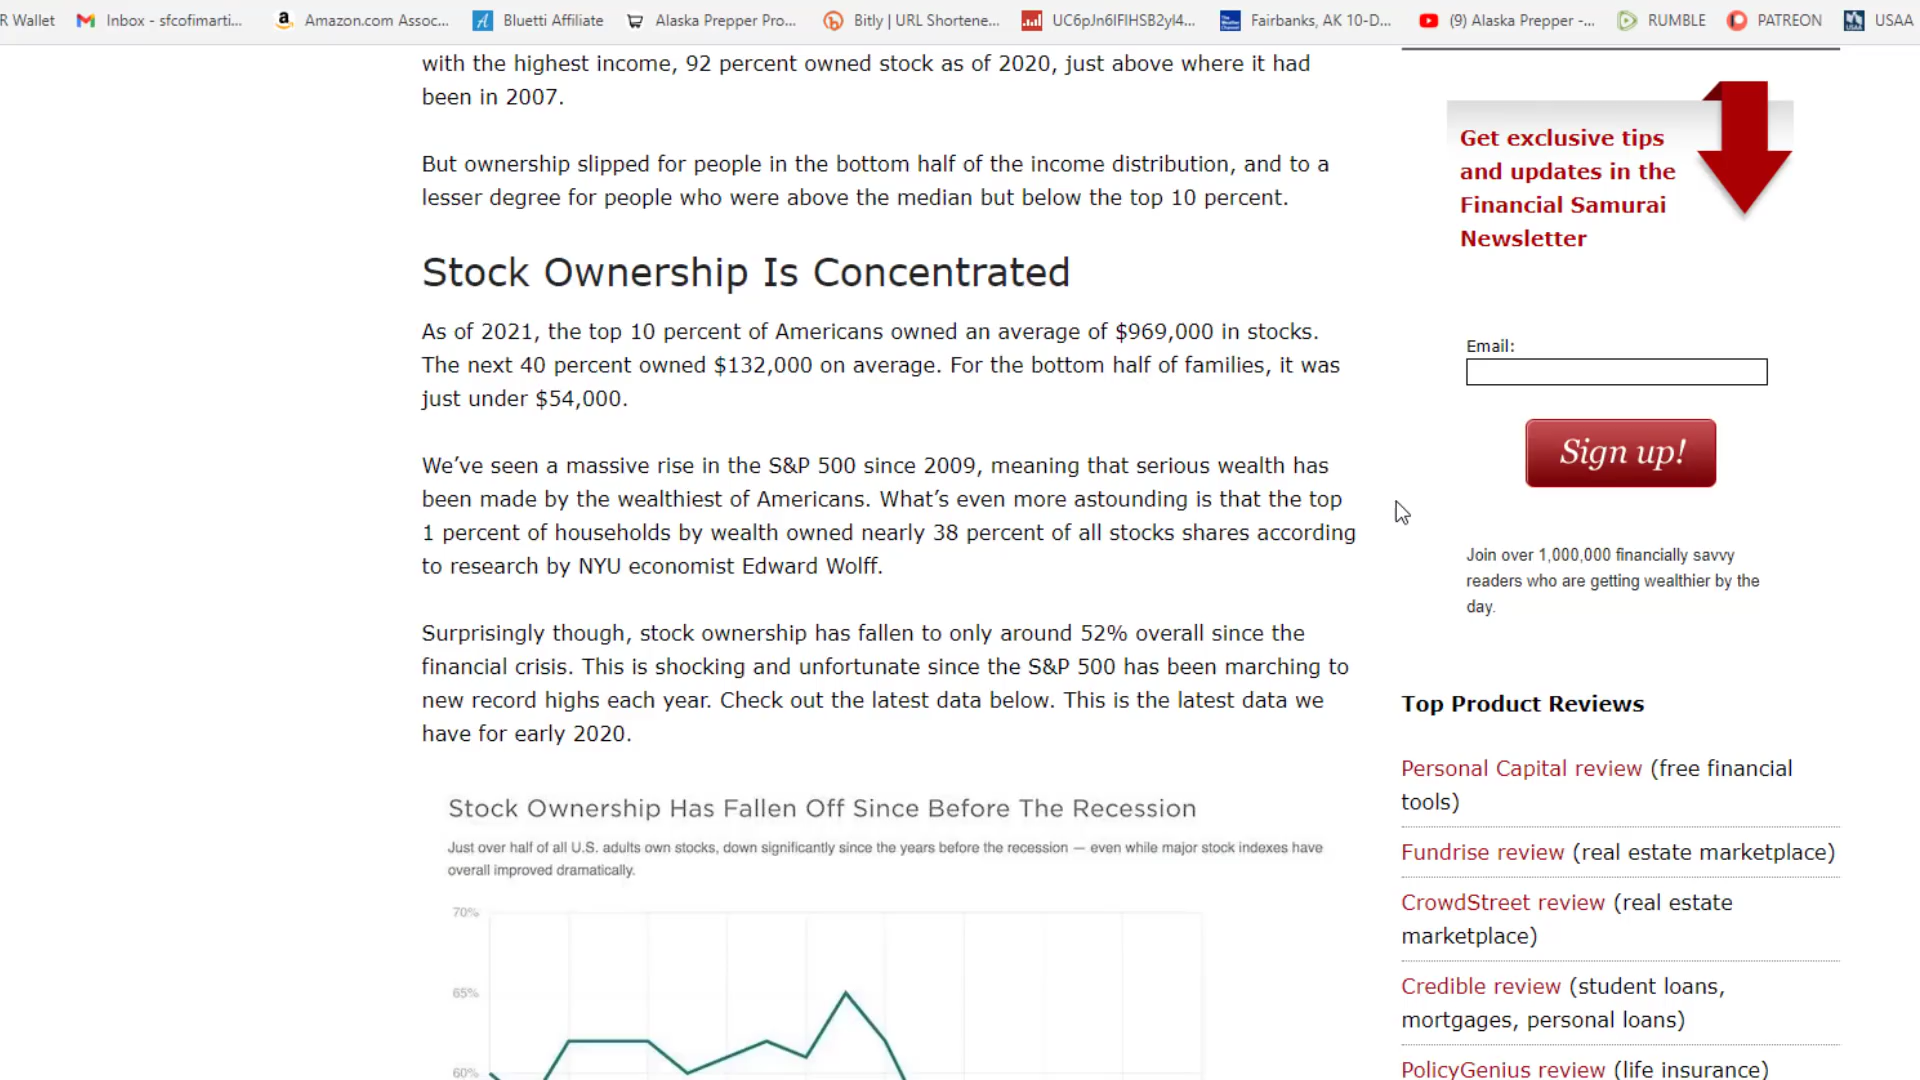 R Wallet
Inbox - sfcofimarti...
Amazon.com Assoc...
Bluetti Affiliate
Alaska Prepper Pro...
Bitly | URL Shortene...
UC6pJn6IFIHSB2yl4...
Fairbanks, AK 10-D...
(9) Alaska Prepper -...
RUMBLE
PATREON
USAA
with the highest income, 92 percent owned stock as of 2020, just above where it had
been in 2007.
But ownership slipped for people in the bottom half of the income distribution, and to a
lesser degree for people who were above the median but below the top 10 percent.
Stock Ownership Is Concentrated
As of 2021, the top 10 percent of Americans owned an average of $969,000 in stocks.
The next 40 percent owned $132,000 on average. For the bottom half of families, it was
just under $54,000.
We’ve seen a massive rise in the S&P 500 since 2009, meaning that serious wealth has
been made by the wealthiest of Americans. What’s even more astounding is that the top
1 percent of households by wealth owned nearly 38 percent of all stocks shares according
to research by NYU economist Edward Wolff.
Surprisingly though, stock ownership has fallen to only around 52% overall since the
financial crisis. This is shocking and unfortunate since the S&P 500 has been marching to
new record highs each year. Check out the latest data below. This is the latest data we
have for early 2020.
Stock Ownership Has Fallen Off Since Before The Recession
Just over half of all U.S. adults own stocks, down significantly since the years before the recession — even while major stock indexes have
overall improved dramatically.
70%
65%
60%
Get exclusive tips
and updates in the
Financial Samurai
Newsletter
Email:
Sign up!
Join over 1,000,000 financially savvy
readers who are getting wealthier by the
day.
Top Product Reviews
Personal Capital review (free financial
tools)
Fundrise review (real estate marketplace)
CrowdStreet review (real estate
marketplace)
Credible review (student loans,
mortgages, personal loans)
PolicyGenius review (life insurance)